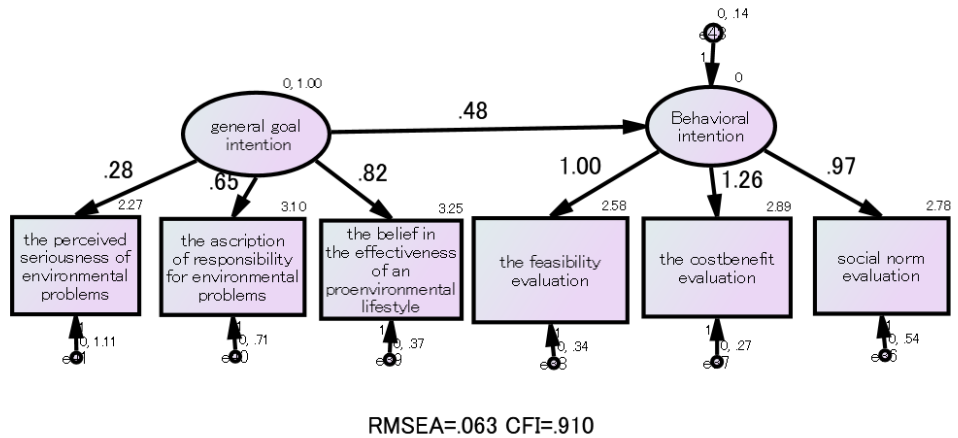 0, .14
1
0
0, 1.00
general goal
intention
.48
Behavioral
intention
.28
.65
.82
1.00
1.26
.97
2.27
the perceived
seriousness of
environmental
problems
3.10
the ascription
of responsibility
for environmental
problems
3.25
the belief in
the effectiveness
of an
proenvironmental
lifestyle
2.58
the feasibility
evaluation
2.89
the costbenefit
evaluation
2.78
social norm
evaluation
1
0, 1.11
1
0, .71
1
0, .37
1
0, .34
1
0, .27
1
0, .54
RMSEA=.063 CFI=.910